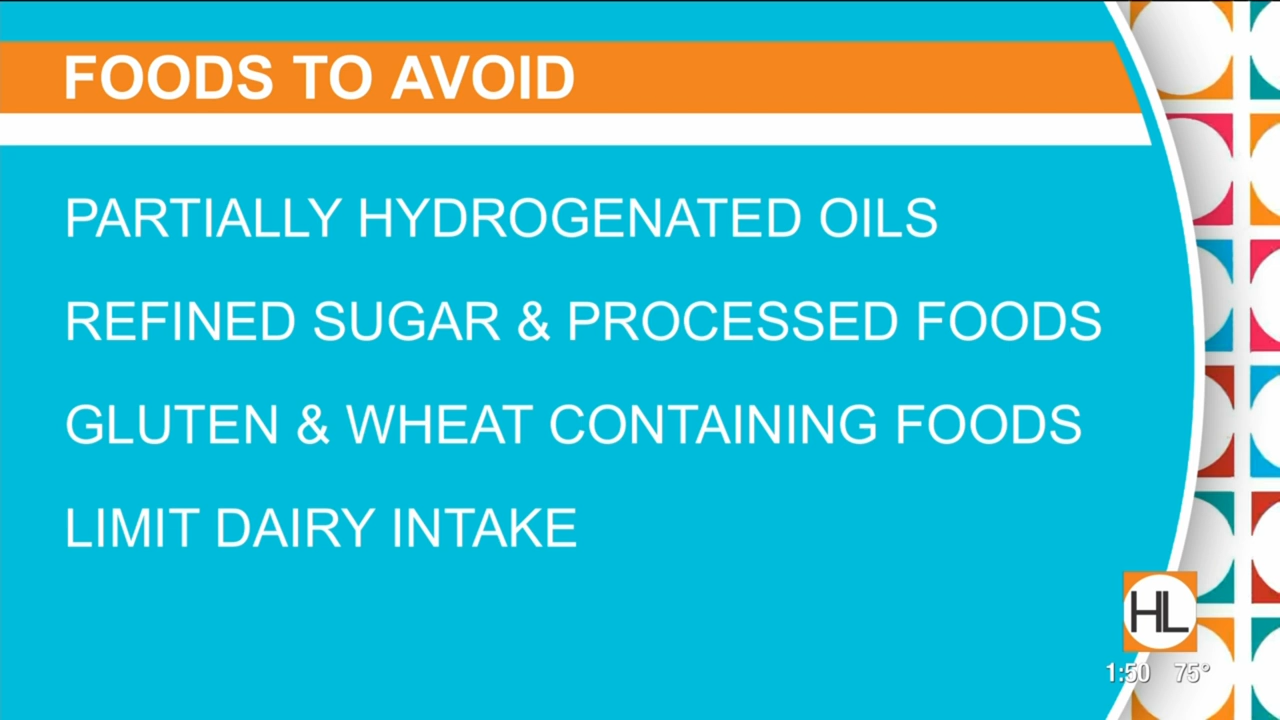 FOODS TO AVOID
PARTIALLY HYDROGENATED OILS
REFINED SUGAR & PROCESSED FOODS
GLUTEN & WHEAT CONTAINING FOODS
LIMIT DAIRY INTAKE
HL
1:50 75°